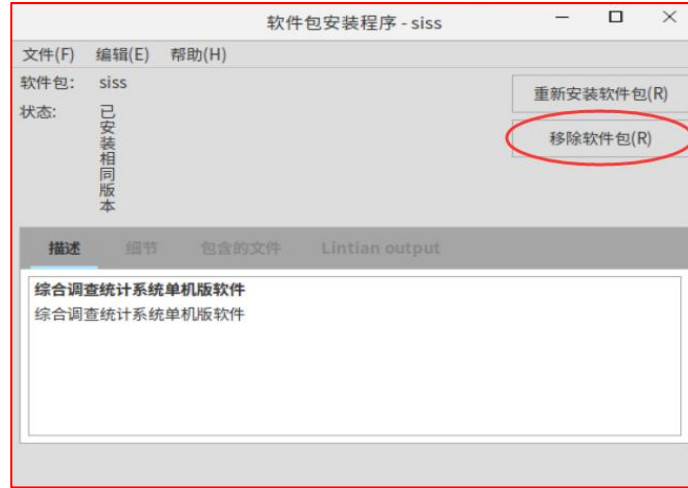 软件包安装程序 - siss
文件(F) 编辑(E) 帮助(H)
软件包: siss
重新安装软件包(R)
状态: 已安装相同版本
移除软件包(R)
描述 细节 包含的文件 Lintian output
综合调查统计系统单机版软件
综合调查统计系统单机版软件